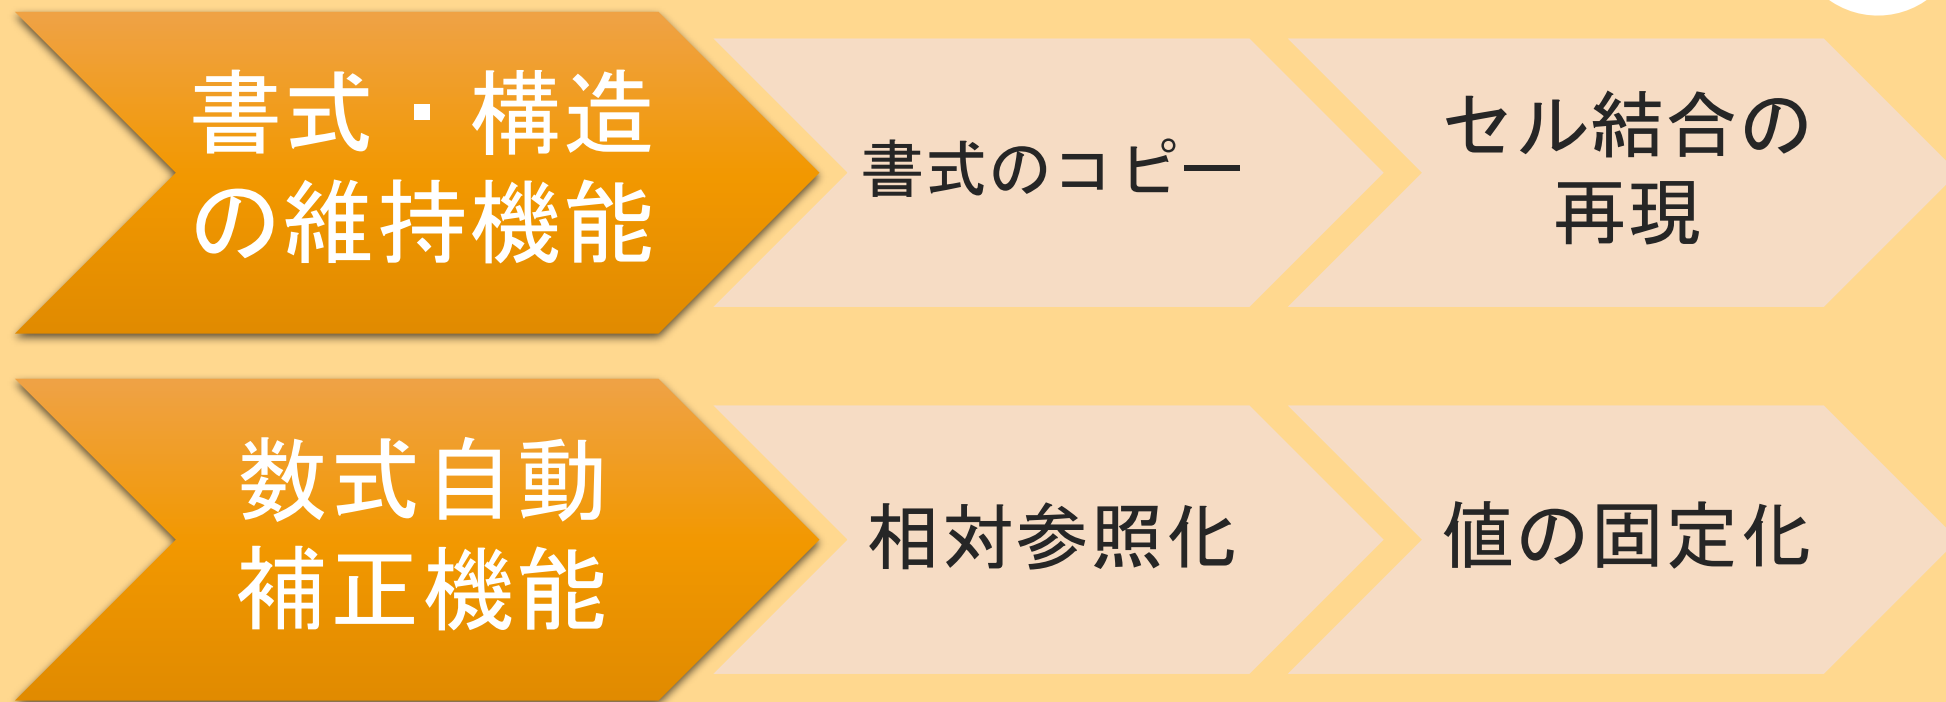 書式・構造
の維持機能
書式のコピー
セル結合の
再現
数式自動
補正機能
相対参照化
値の固定化